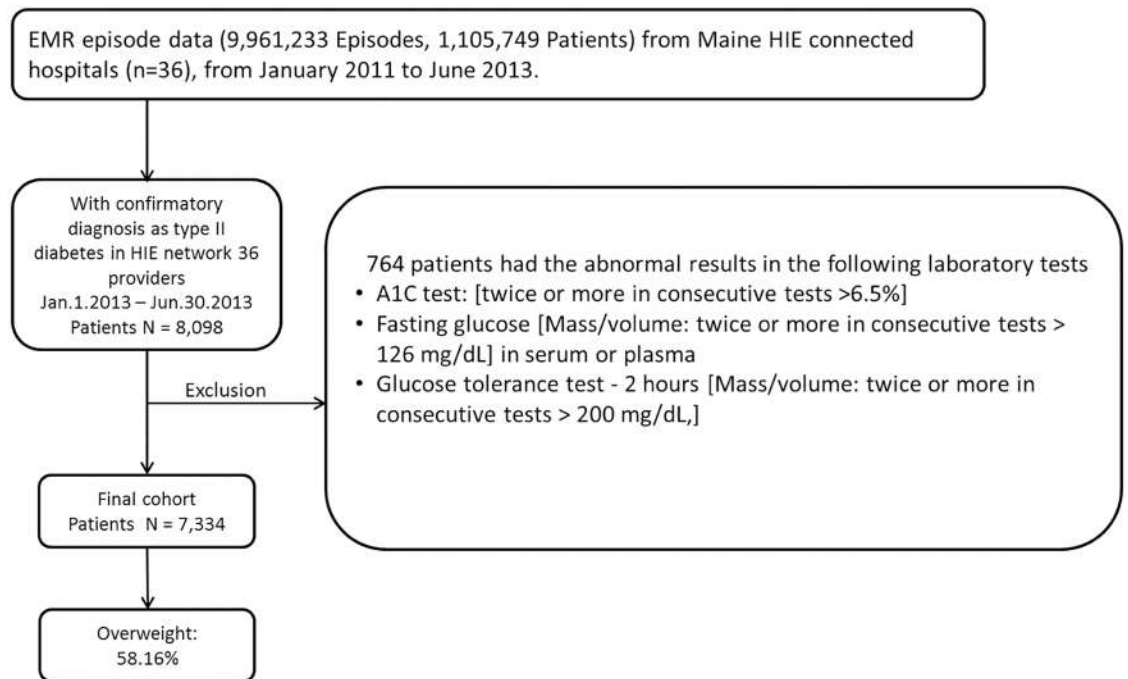 EMR episode data (9,961,233 Episodes, 1,105,749 Patients) from Maine HIE connected
hospitals (n=36), from January 2011 to June 2013.
With confirmatory
diagnosis as type II
diabetes in HIE network 36
providers
Jan.1.2013 – Jun.30.2013
Patients N = 8,098
Exclusion
764 patients had the abnormal results in the following laboratory tests
• A1C test: [twice or more in consecutive tests >6.5%]
• Fasting glucose [Mass/volume: twice or more in consecutive tests >
126 mg/dL] in serum or plasma
• Glucose tolerance test - 2 hours [Mass/volume: twice or more in
consecutive tests > 200 mg/dL,]
Final cohort
Patients N = 7,334
Overweight:
58.16%